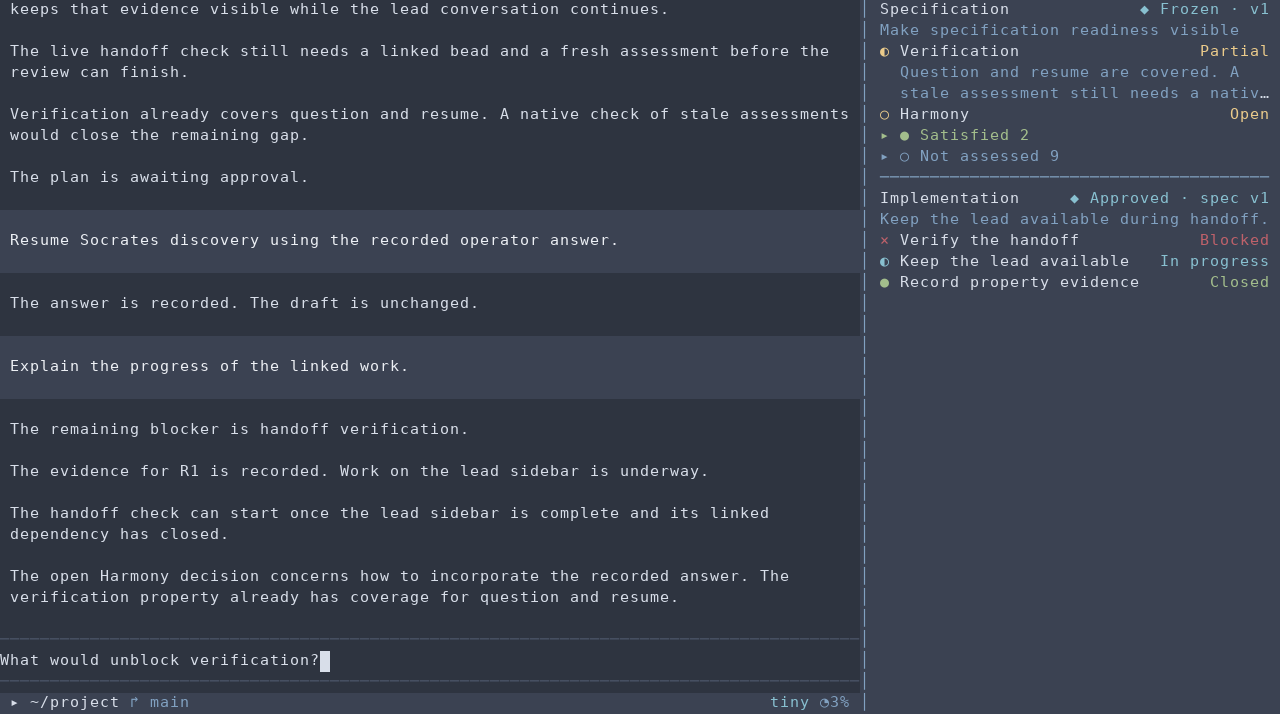 keeps that evidence visible while the lead conversation continues.
The live handoff check still needs a linked bead and a fresh assessment before the
review can finish.
Verification already covers question and resume. A native check of stale assessments
would close the remaining gap.
The plan is awaiting approval.
Resume Socrates discovery using the recorded operator answer.
The answer is recorded. The draft is unchanged.
Explain the progress of the linked work.
The remaining blocker is handoff verification.
The evidence for R1 is recorded. Work on the lead sidebar is underway.
The handoff check can start once the lead sidebar is complete and its linked
dependency has closed.
The open Harmony decision concerns how to incorporate the recorded answer. The
verification property already has coverage for question and resume.
What would unblock verification?
▸ ~/project ↱ main tiny ◔3%
Specification ◆ Frozen · v1
Make specification readiness visible
◐ Verification Partial
Question and resume are covered. A
stale assessment still needs a nativ…
○ Harmony Open
▸ ● Satisfied 2
▸ ○ Not assessed 9
Implementation ◆ Approved · spec v1
Keep the lead available during handoff.
× Verify the handoff Blocked
◐ Keep the lead available In progress
● Record property evidence Closed